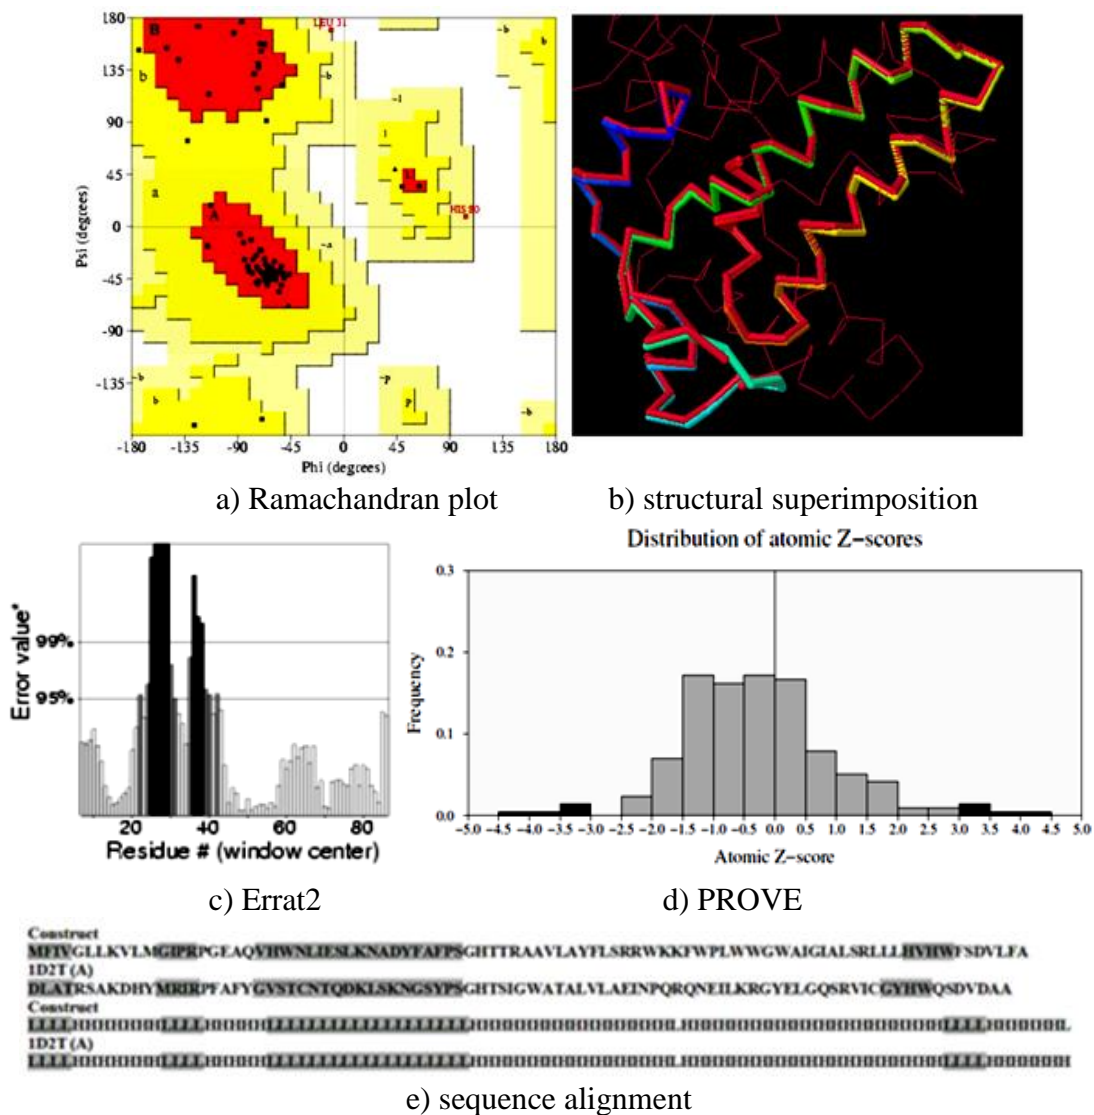 180
135
90
45
0
-45
-90
-135
-180
-135
-90
-45
0
45
90
135
180
Psi (degrees)
Phi (degrees)
LEU 31
HIS 90
B
b
~b
~b
b
~l
l
a
A
~a
~b
b
~p
p
~b
a) Ramachandran plot
b) structural superimposition
Error value*
99%
95%
20
40
60
80
Residue # (window center)
c) Errat2
Distribution of atomic Z-scores
0.3
0.2
0.1
0.0
Frequency
-5.0
-4.5
-4.0
-3.5
-3.0
-2.5
-2.0
-1.5
-1.0
-0.5
0.0
0.5
1.0
1.5
2.0
2.5
3.0
3.5
4.0
4.5
5.0
Atomic Z-score
d) PROVE
Construct
MFIVGLLKVLMGIPRPGEAQVHWNLIESLKNADYFAFPSGHTTRAAVLAYFLSRRWKKFWPLWWGWAIGIALSRLLLHVHWFSDVLFA
1D2T (A)
DLATRSAKDHYMRIRPFAFYGVSTCNTQDKLSKNGSYPSGHTSIGWATALVLAEINPQRQNEILKRGYELGQSRVICGYHWQSDVDAA
Construct
1D2T (A)
e) sequence alignment